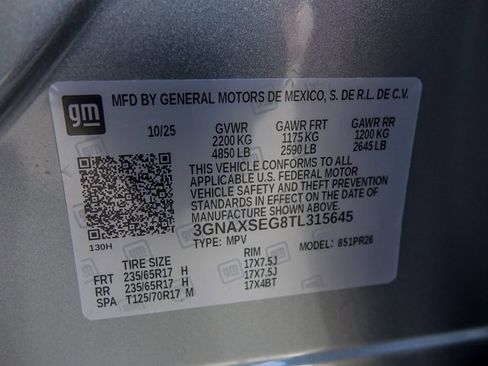 gm
MFD BY GENERAL MOTORS DE MEXICO, S. DE R.L. DE C.V.
10/25 GVWR GAWR FRT GAWR RR
2200 KG 1175 KG 1200 KG
4850 LB 2590 LB 2645 LB
THIS VEHICLE CONFORMS TO ALL
APPLICABLE U.S. FEDERAL MOTOR
VEHICLE SAFETY AND THEFT PREVENTION
STANDARDS IN EFFECT ON THE DATE OF
MANUFACTURE SHOWN ABOVE.
3GNAXSEG8TL315645
130H TYPE: MPV MODEL: 851PR26
TIRE SIZE RIM
FRT 235/65R17 H 17X7.5J
RR 235/65R17 H 17X7.5J
SPA T125/70R17 M 17X4BT